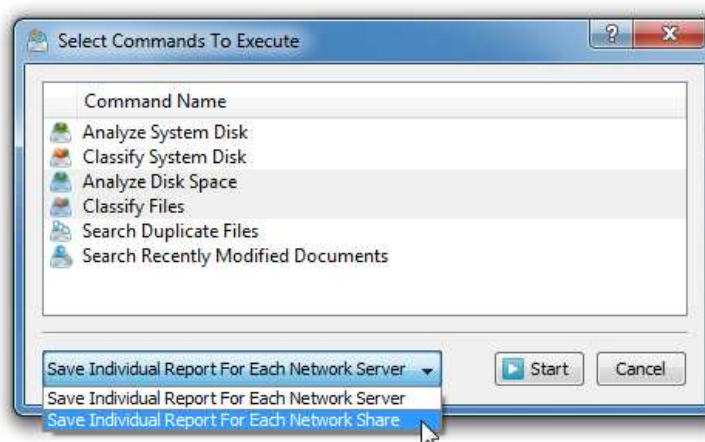 Select Commands To Execute
?
Command Name
Analyze System Disk
Classify System Disk
Analyze Disk Space
Classify Files
Search Duplicate Files
Search Recently Modified Documents
Save Individual Report For Each Network Server
Start
Cancel
Save Individual Report For Each Network Server
Save Individual Report For Each Network Share